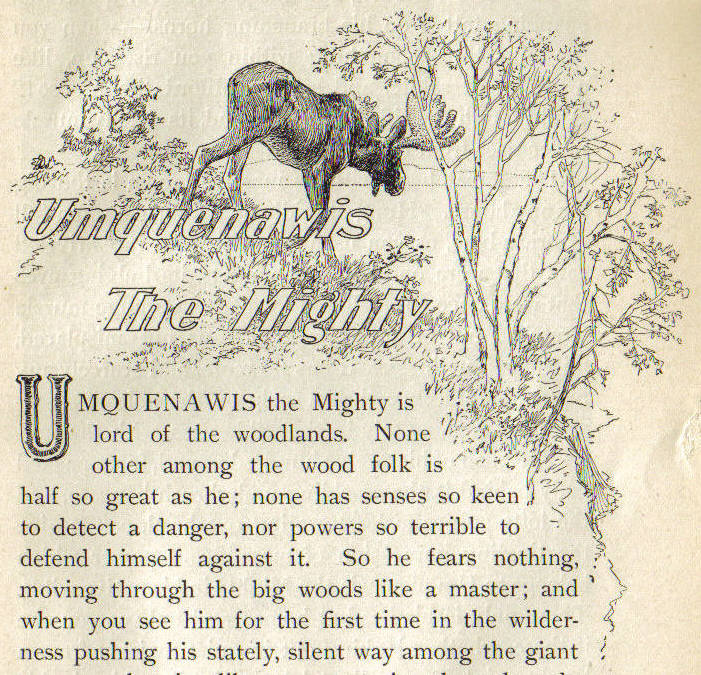 Umquenawis
The Mighty
UMQUENAWIS the Mighty is
lord of the woodlands. None
other among the wood folk is
half so great as he; none has senses so keen
to detect a danger, nor powers so terrible to
defend himself against it. So he fears nothing,
moving through the big woods like a master; and
when you see him for the first time in the wilder-
ness pushing his stately, silent way among the giant